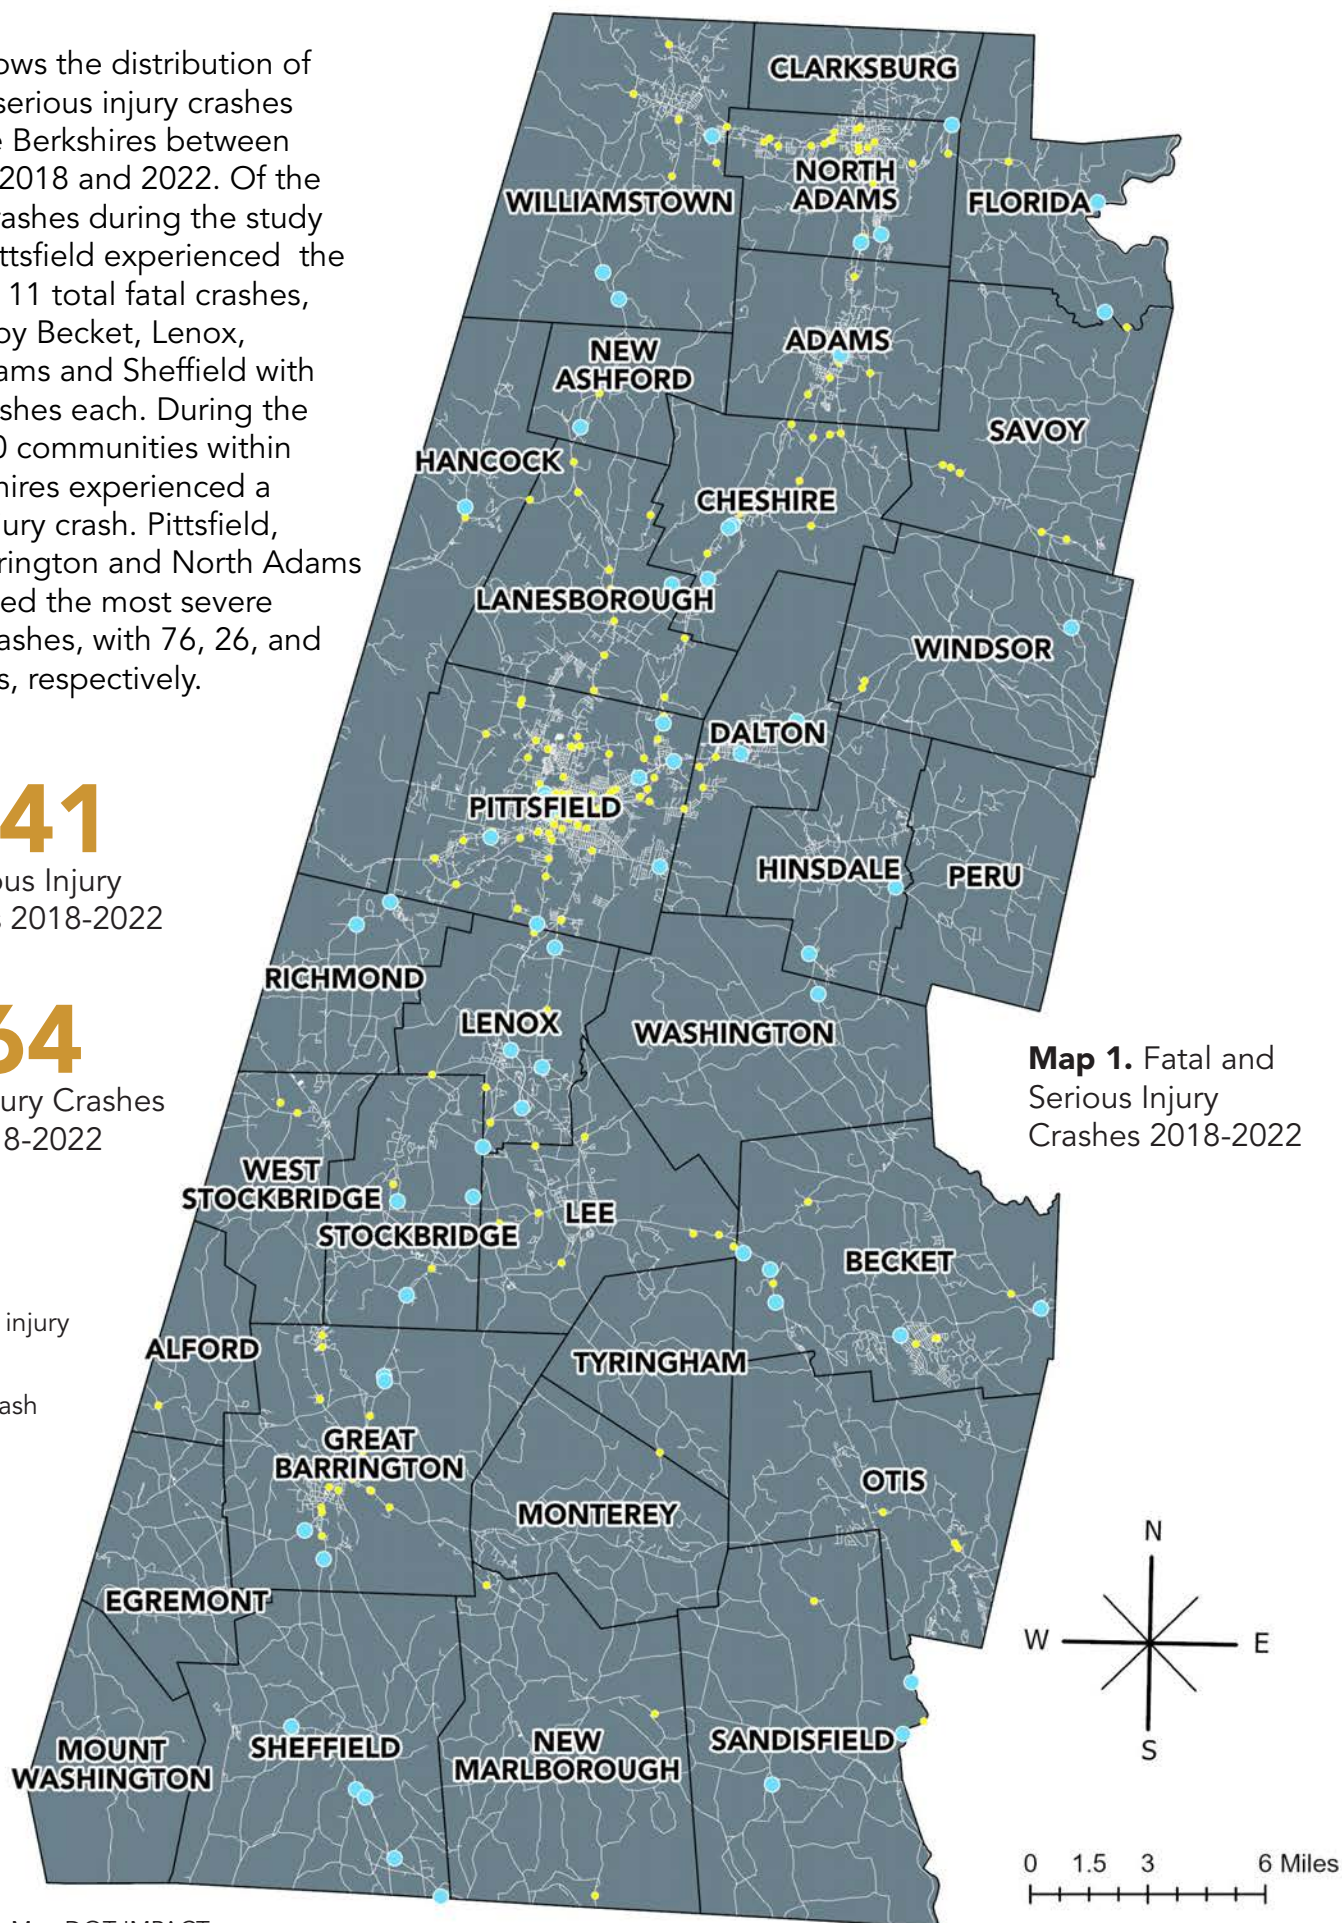 ows the distribution of
serious injury crashes
e Berkshires between
2018 and 2022. Of the
rashes during the study
ittsfield experienced the
11 total fatal crashes,
by Becket, Lenox,
ams and Sheffield with
shes each. During the
0 communities within
hires experienced a
jury crash. Pittsfield,
rrington and North Adams
ed the most severe
ashes, with 76, 26, and
s, respectively.
41
ous Injury
s 2018-2022
64
jury Crashes
8-2022
injury
ash
CLARKSBURG
NORTH
ADAMS
WILLIAMSTOWN
FLORIDA
ADAMS
NEW
ASHFORD
SAVOY
HANCOCK
CHESHIRE
LANESBOROUGH
WINDSOR
DALTON
PITTSFIELD
HINSDALE
PERU
RICHMOND
LENOX
WASHINGTON
Map 1. Fatal and
Serious Injury
Crashes 2018-2022
WEST
STOCKBRIDGE
STOCKBRIDGE
LEE
BECKET
ALFORD
TYRINGHAM
GREAT
BARRINGTON
OTIS
MONTEREY
EGREMONT
N
W
E
S
MOUNT
WASHINGTON
SHEFFIELD
NEW
MARLBOROUGH
SANDISFIELD
0 1.5 3 6 Miles